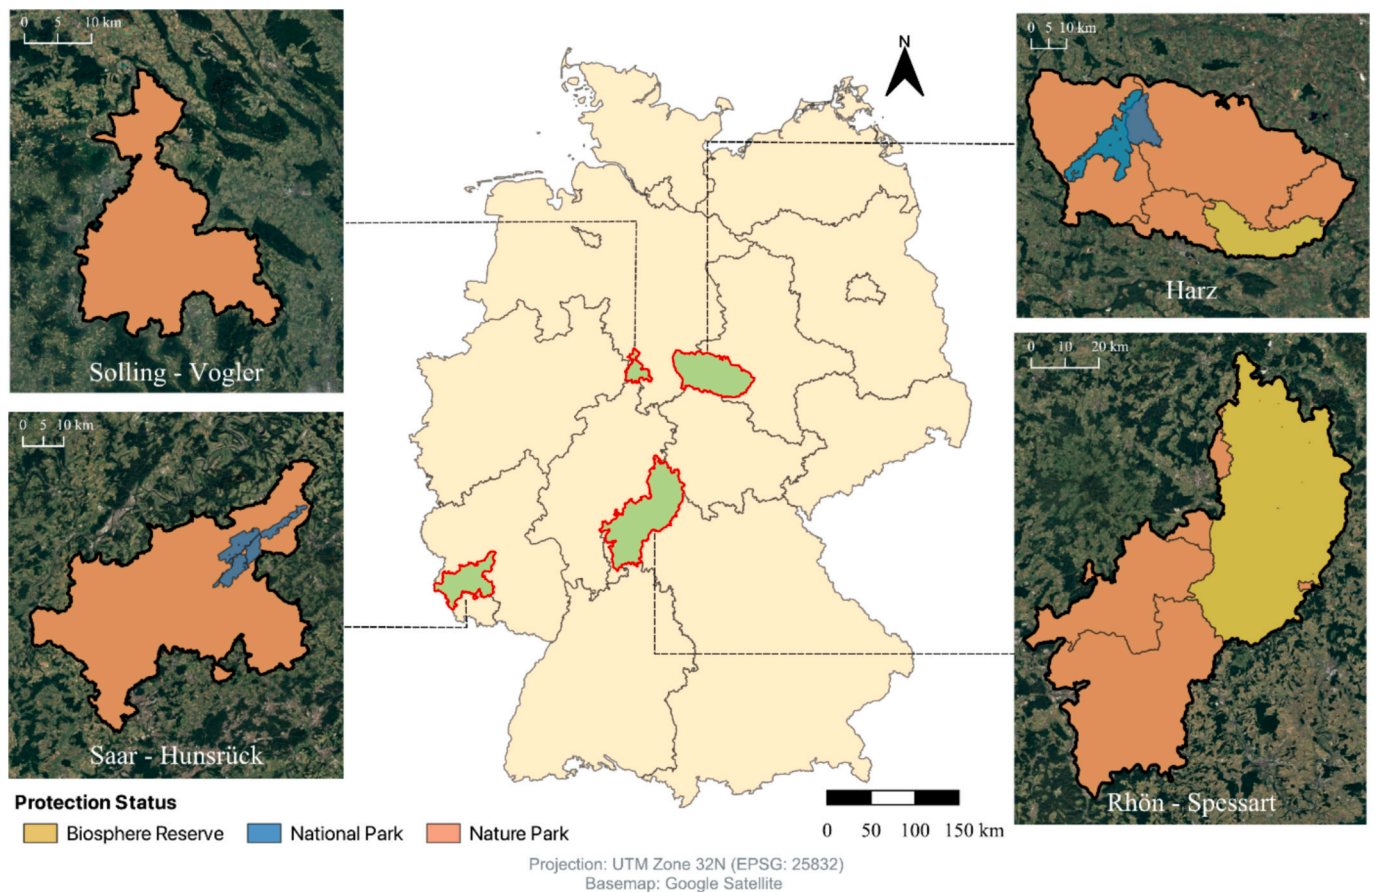 0 5 10 km
Solling - Vogler
N
0 5 10 km
Harz
0 10 20 km
Rhön - Spessart
0 5 10 km
Saar - Hunsrück
Protection Status
Biosphere Reserve National Park Nature Park
0 50 100 150 km
Projection: UTM Zone 32N (EPSG: 25832)
Basemap: Google Satellite